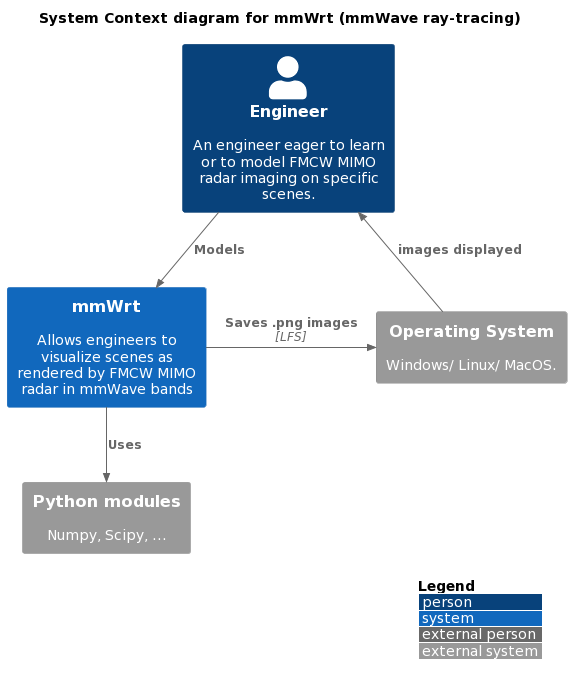 System Context diagram for mmWrt (mmWave ray-tracing)
Engineer
An engineer eager to learn
or to model FMCW MIMO
radar imaging on specific
scenes.
Models
images displayed
mmWrt
Allows engineers to
visualize scenes as
rendered by FMCW MIMO
radar in mmWave bands
Saves .png images
[LFS]
Operating System
Windows/ Linux/ MacOS.
Uses
Python modules
Numpy, Scipy, ...
Legend
person
system
external person
external system